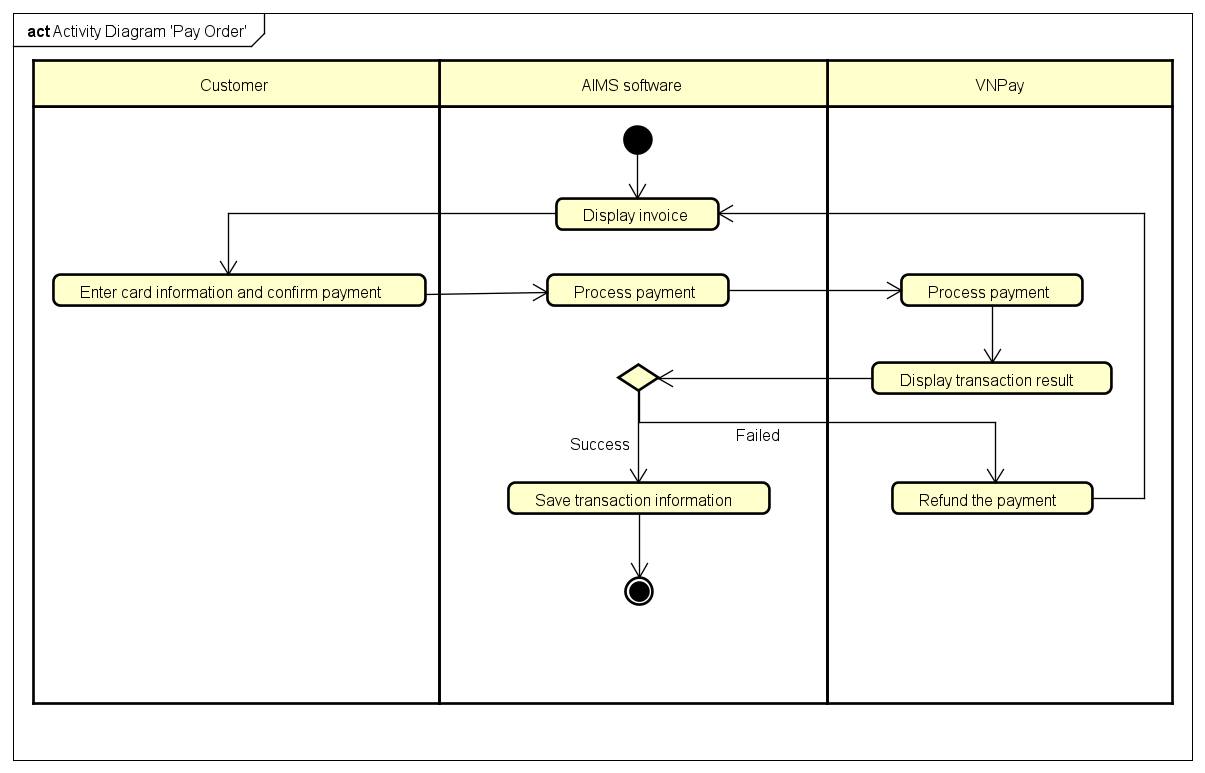 act Activity Diagram 'Pay Order'
Customer
AIMS software
VNPay
Display invoice
Enter card information and confirm payment
Process payment
Process payment
Display transaction result
Failed
Success
Save transaction information
Refund the payment